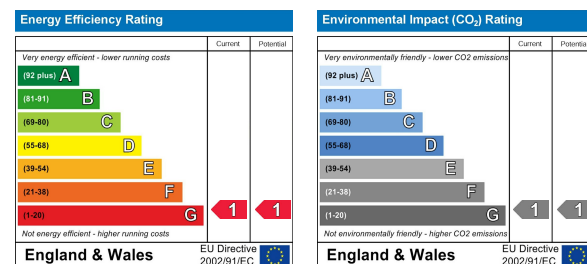 Energy Efficiency Rating
Current Potential
Very energy efficient - lower running costs
(92 plus) A
(81-91) B
(69-80) C
(55-68) D
(39-54) E
(21-38) F
(1-20) G 1 1
Not energy efficient - higher running costs
England & Wales EU Directive 2002/91/EC
Environmental Impact (CO₂) Rating
Current Potential
Very environmentally friendly - lower CO2 emissions
(92 plus) A
(81-91) B
(69-80) C
(55-68) D
(39-54) E
(21-38) F
(1-20) G 1 1
Not environmentally friendly - higher CO2 emissions
England & Wales EU Directive 2002/91/EC